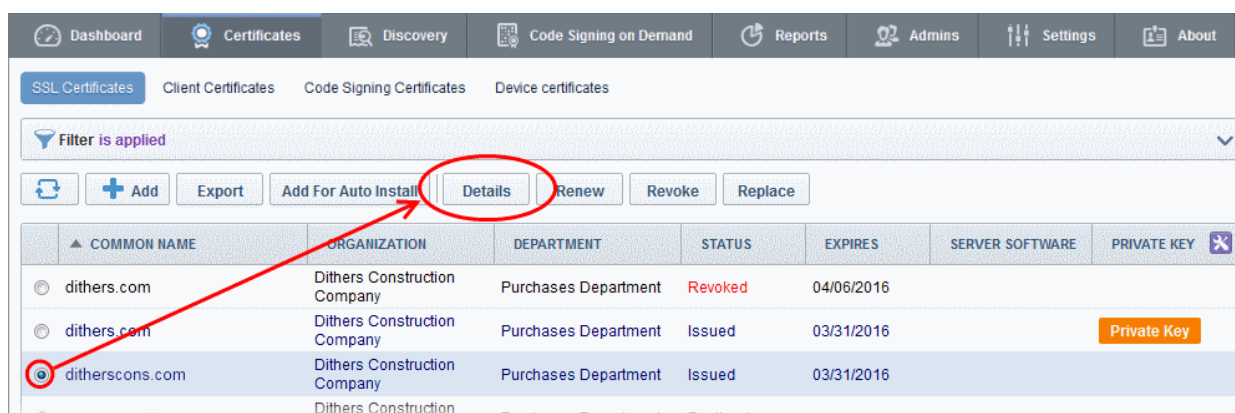 Dashboard Certificates Discovery Code Signing on Demand Reports Admins Settings About
SSL Certificates Client Certificates Code Signing Certificates Device certificates
Filter is applied
Add Export Add For Auto Install Details Renew Revoke Replace
COMMON NAME ORGANIZATION DEPARTMENT STATUS EXPIRES SERVER SOFTWARE PRIVATE KEY
dithers.com Dithers Construction Company Purchases Department Revoked 04/06/2016
dithers.com Dithers Construction Company Purchases Department Issued 03/31/2016 Private Key
ditherscons.com Dithers Construction Company Purchases Department Issued 03/31/2016
Dithers Construction